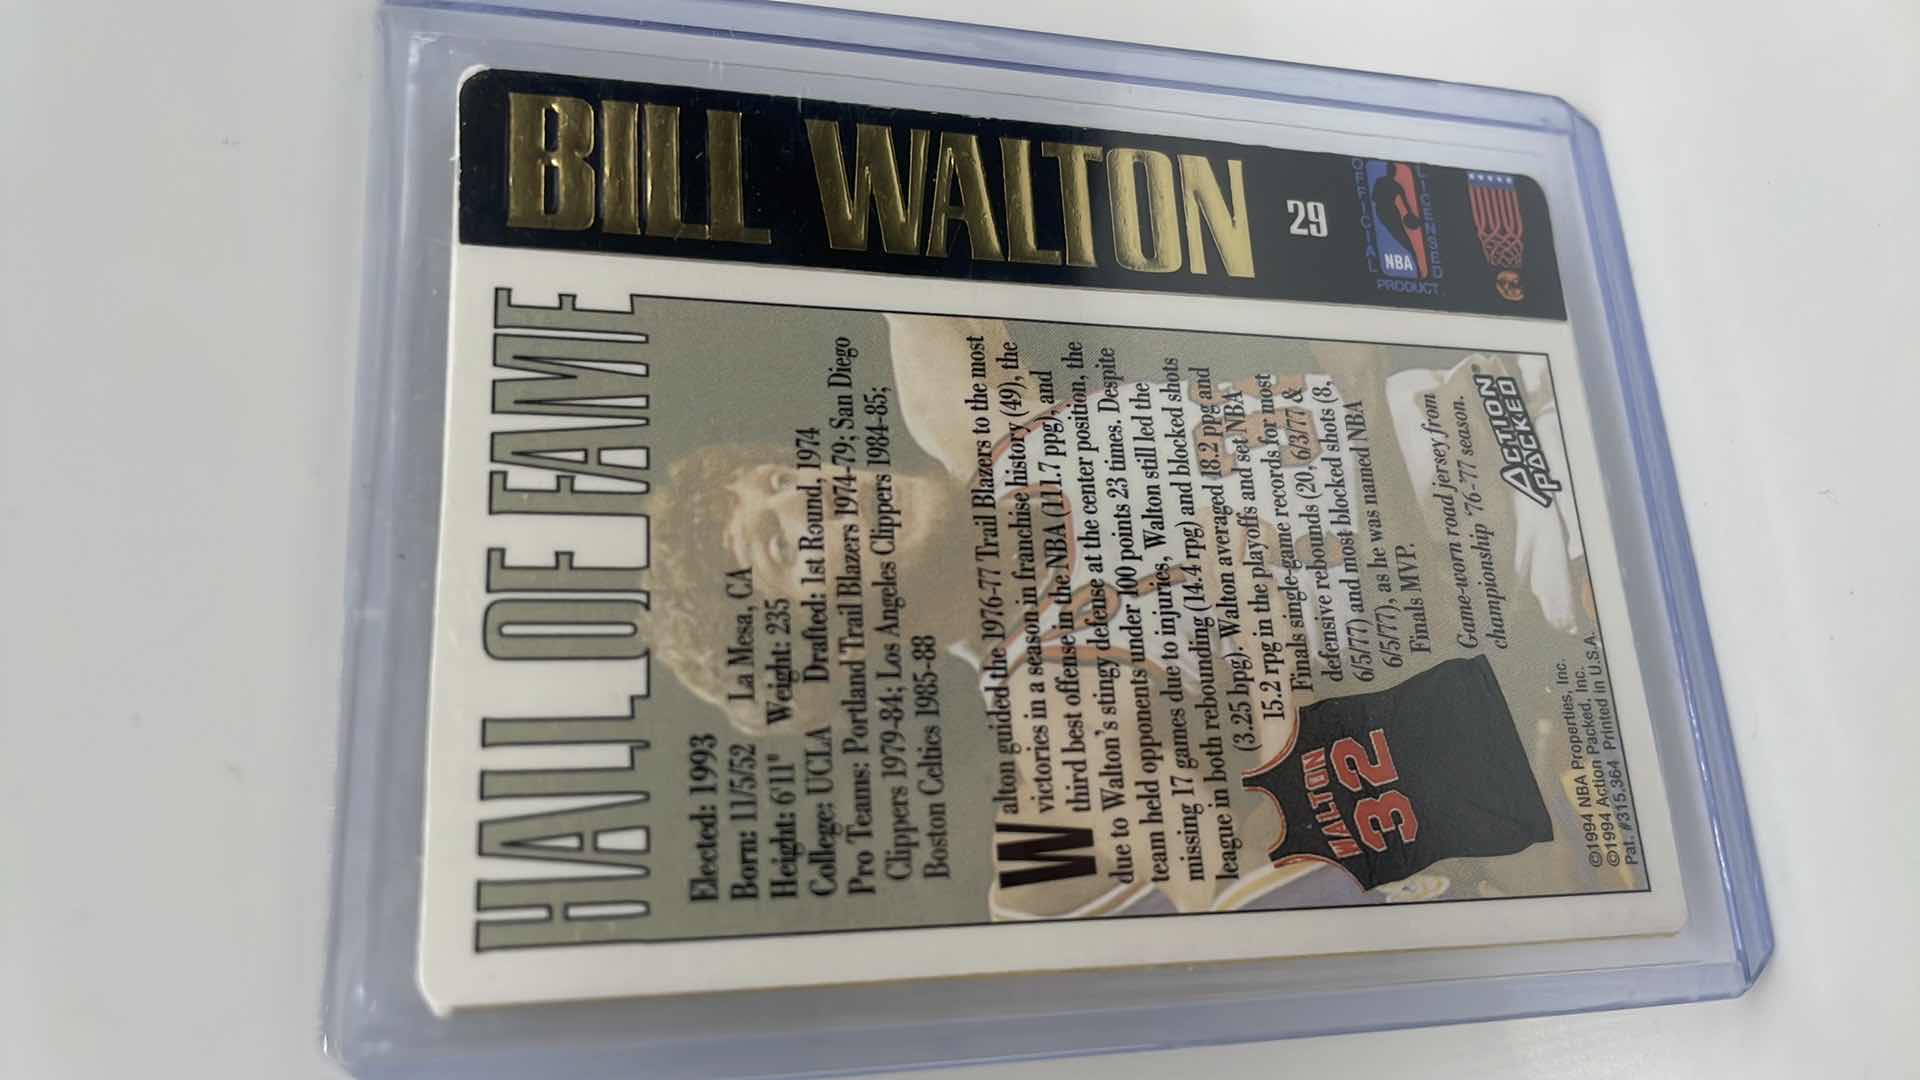 BILL WALTON
29
OFFICIAL LICENSED
NBA
PRODUCT
HALL OF FAME
Elected: 1993
Born: 11/5/52 La Mesa, CA
Height: 6'11" Weight: 235
College: UCLA Drafted: 1st Round, 1974
Pro Teams: Portland Trail Blazers 1974-79; San Diego
Clippers 1979-84; Los Angeles Clippers 1984-85;
Boston Celtics 1985-88
Walton guided the 1976-77 Trail Blazers to the most
victories in a season in franchise history (49), the
third best offense in the NBA (111.7 ppg), and
due to Walton's stingy defense at the center position, the
team held opponents under 100 points 23 times. Despite
missing 17 games due to injuries, Walton still led the
league in both rebounding (14.4 rpg) and blocked shots
(3.25 bpg). Walton averaged 18.2 ppg and
15.2 rpg in the playoffs and set NBA
Finals single-game records for most
defensive rebounds (20, 6/3/77 &
6/5/77) and most blocked shots (8,
6/5/77), as he was named NBA
Finals MVP.
WALTON
32
Game-worn road jersey from
championship '76-'77 season.
ACTION
PACKED®
©1994 NBA Properties, Inc.
©1994 Action Packed, Inc.
Pat. #315,364 Printed in U.S.A.